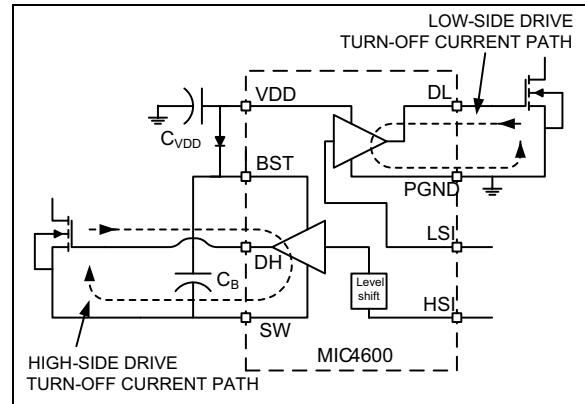 LOW-SIDE DRIVE
TURN-OFF CURRENT PATH
VDD
DL
CVDD
BST
PGND
LSI
DH
CB
Level
shift
HSI
SW
MIC4600
HIGH-SIDE DRIVE
TURN-OFF CURRENT PATH